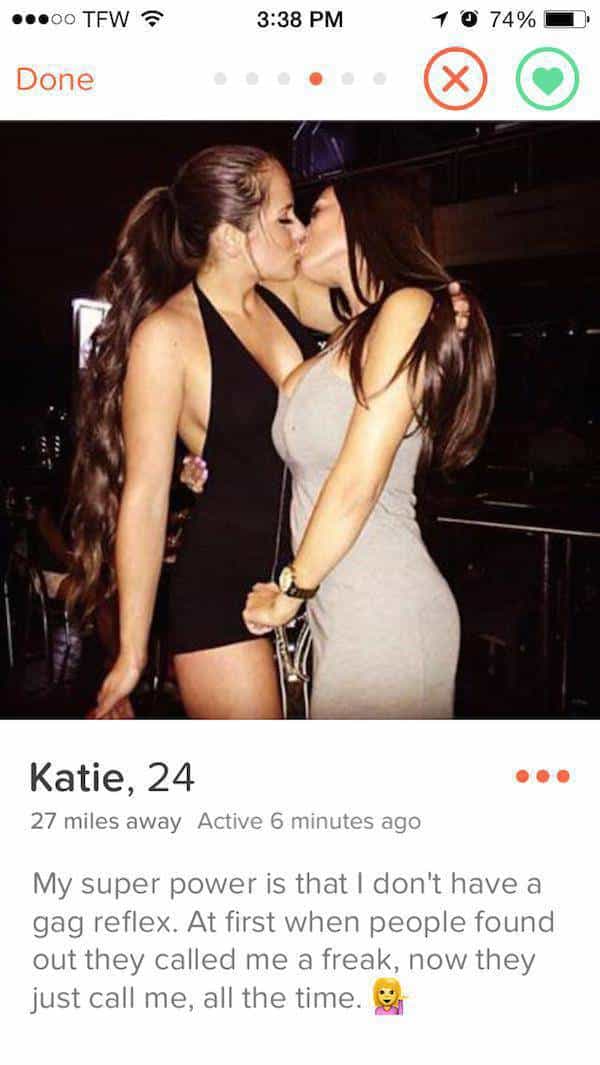 TFW 3:38 PM 74%
Done
Katie, 24
27 miles away Active 6 minutes ago
My super power is that I don't have a
gag reflex. At first when people found
out they called me a freak, now they
just call me, all the time. 💁